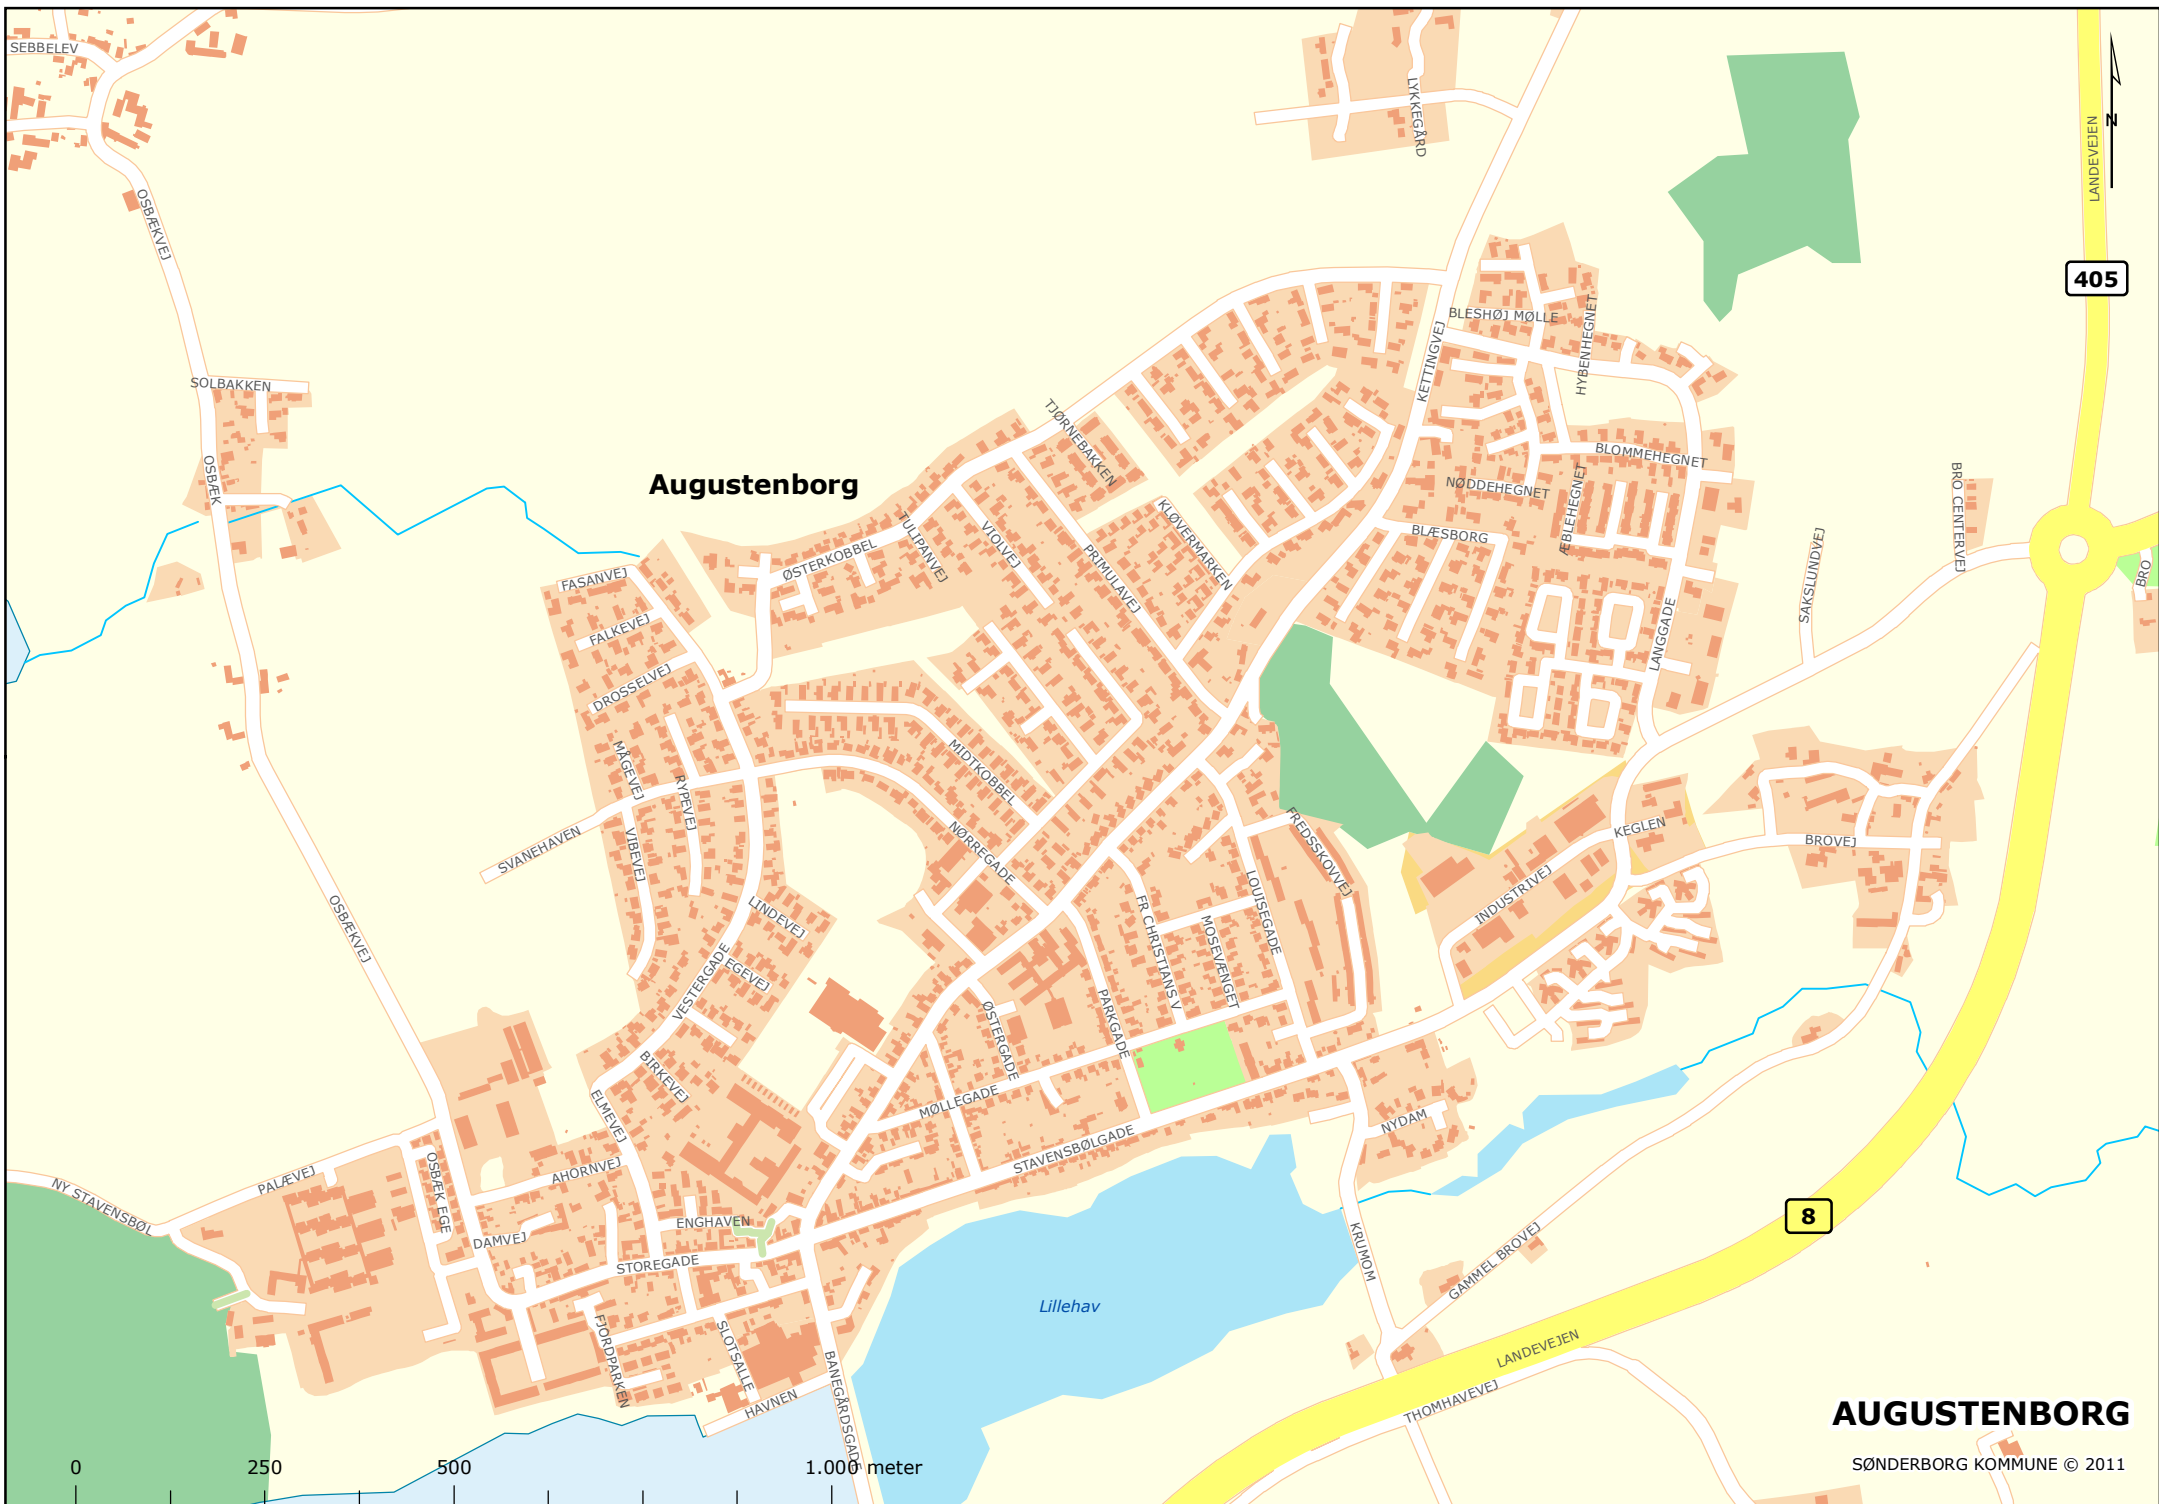 SEBBELEV
LYKKEGÅRD
LANDEVEJEN
N
OSBÆKVEJ
405
BLESHØJ MØLLE
HYBENHEGNET
KETTINGVEJ
SOLBAKKEN
TJØRNEBAKKEN
BLOMMEHEGNET
OSBÆK
Augustenborg
NØDDEHEGNET
ÆBLEHEGNET
BRO CENTERVEJ
KLØVERMARKEN
TULIPANVEJ
VIOLVEJ
BLÆSBORG
ØSTERKOBBEL
PRIMULAVEJ
SAKSLUNDVEJ
BRO
FASANVEJ
FALKEVEJ
LANGGADE
DROSSELVEJ
MÅGEVEJ
MIDTKOBBEL
RYPEVEJ
SVANEHAVEN
VIBEVEJ
NØRREGADE
FREDSSKOVVEJ
KEGLEN
BROVEJ
INDUSTRIVEJ
LOUISEGADE
LINDEVEJ
FR CHRISTIANS V
MOSEVÆNGET
OSBÆKVEJ
EGEVEJ
VESTERGADE
PARKGADE
ØSTERGADE
BIRKEVEJ
ELMEVEJ
MØLLEGADE
NYDAM
STAVENSBØLGADE
AHORNVEJ
PALÆVEJ
OSBÆK EGE
NY STAVENSBØL
ENGHAVEN
DAMVEJ
STOREGADE
KRUMOM
GAMMEL BROVEJ
8
Lillehav
FJORDPARKEN
SLOTSALLE
LANDEVEJEN
BANEGÅRDSGADE
HAVNEN
THOMHAVEVEJ
AUGUSTENBORG
SØNDERBORG KOMMUNE © 2011
0 250 500 1.000 meter